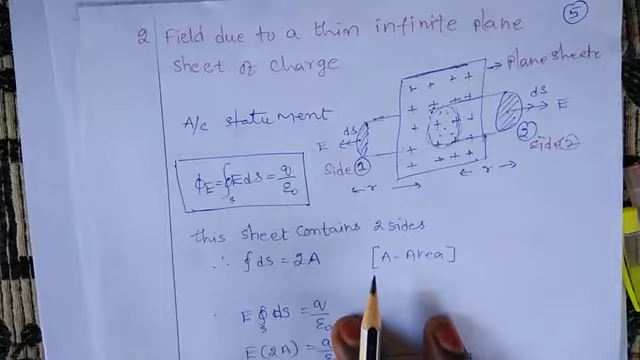 5
2 Field due to a thin infinite plane
sheet of charge
Plane sheet
A/c statement
ds
E
Side 1
r
ds
E
3
Side 2
r
ϕE = ∮s E ds = q/ε0
this sheet contains 2 sides
∴ ∮ ds = 2A [A - Area]
E ∮s ds = q/ε0
E (2A) = q